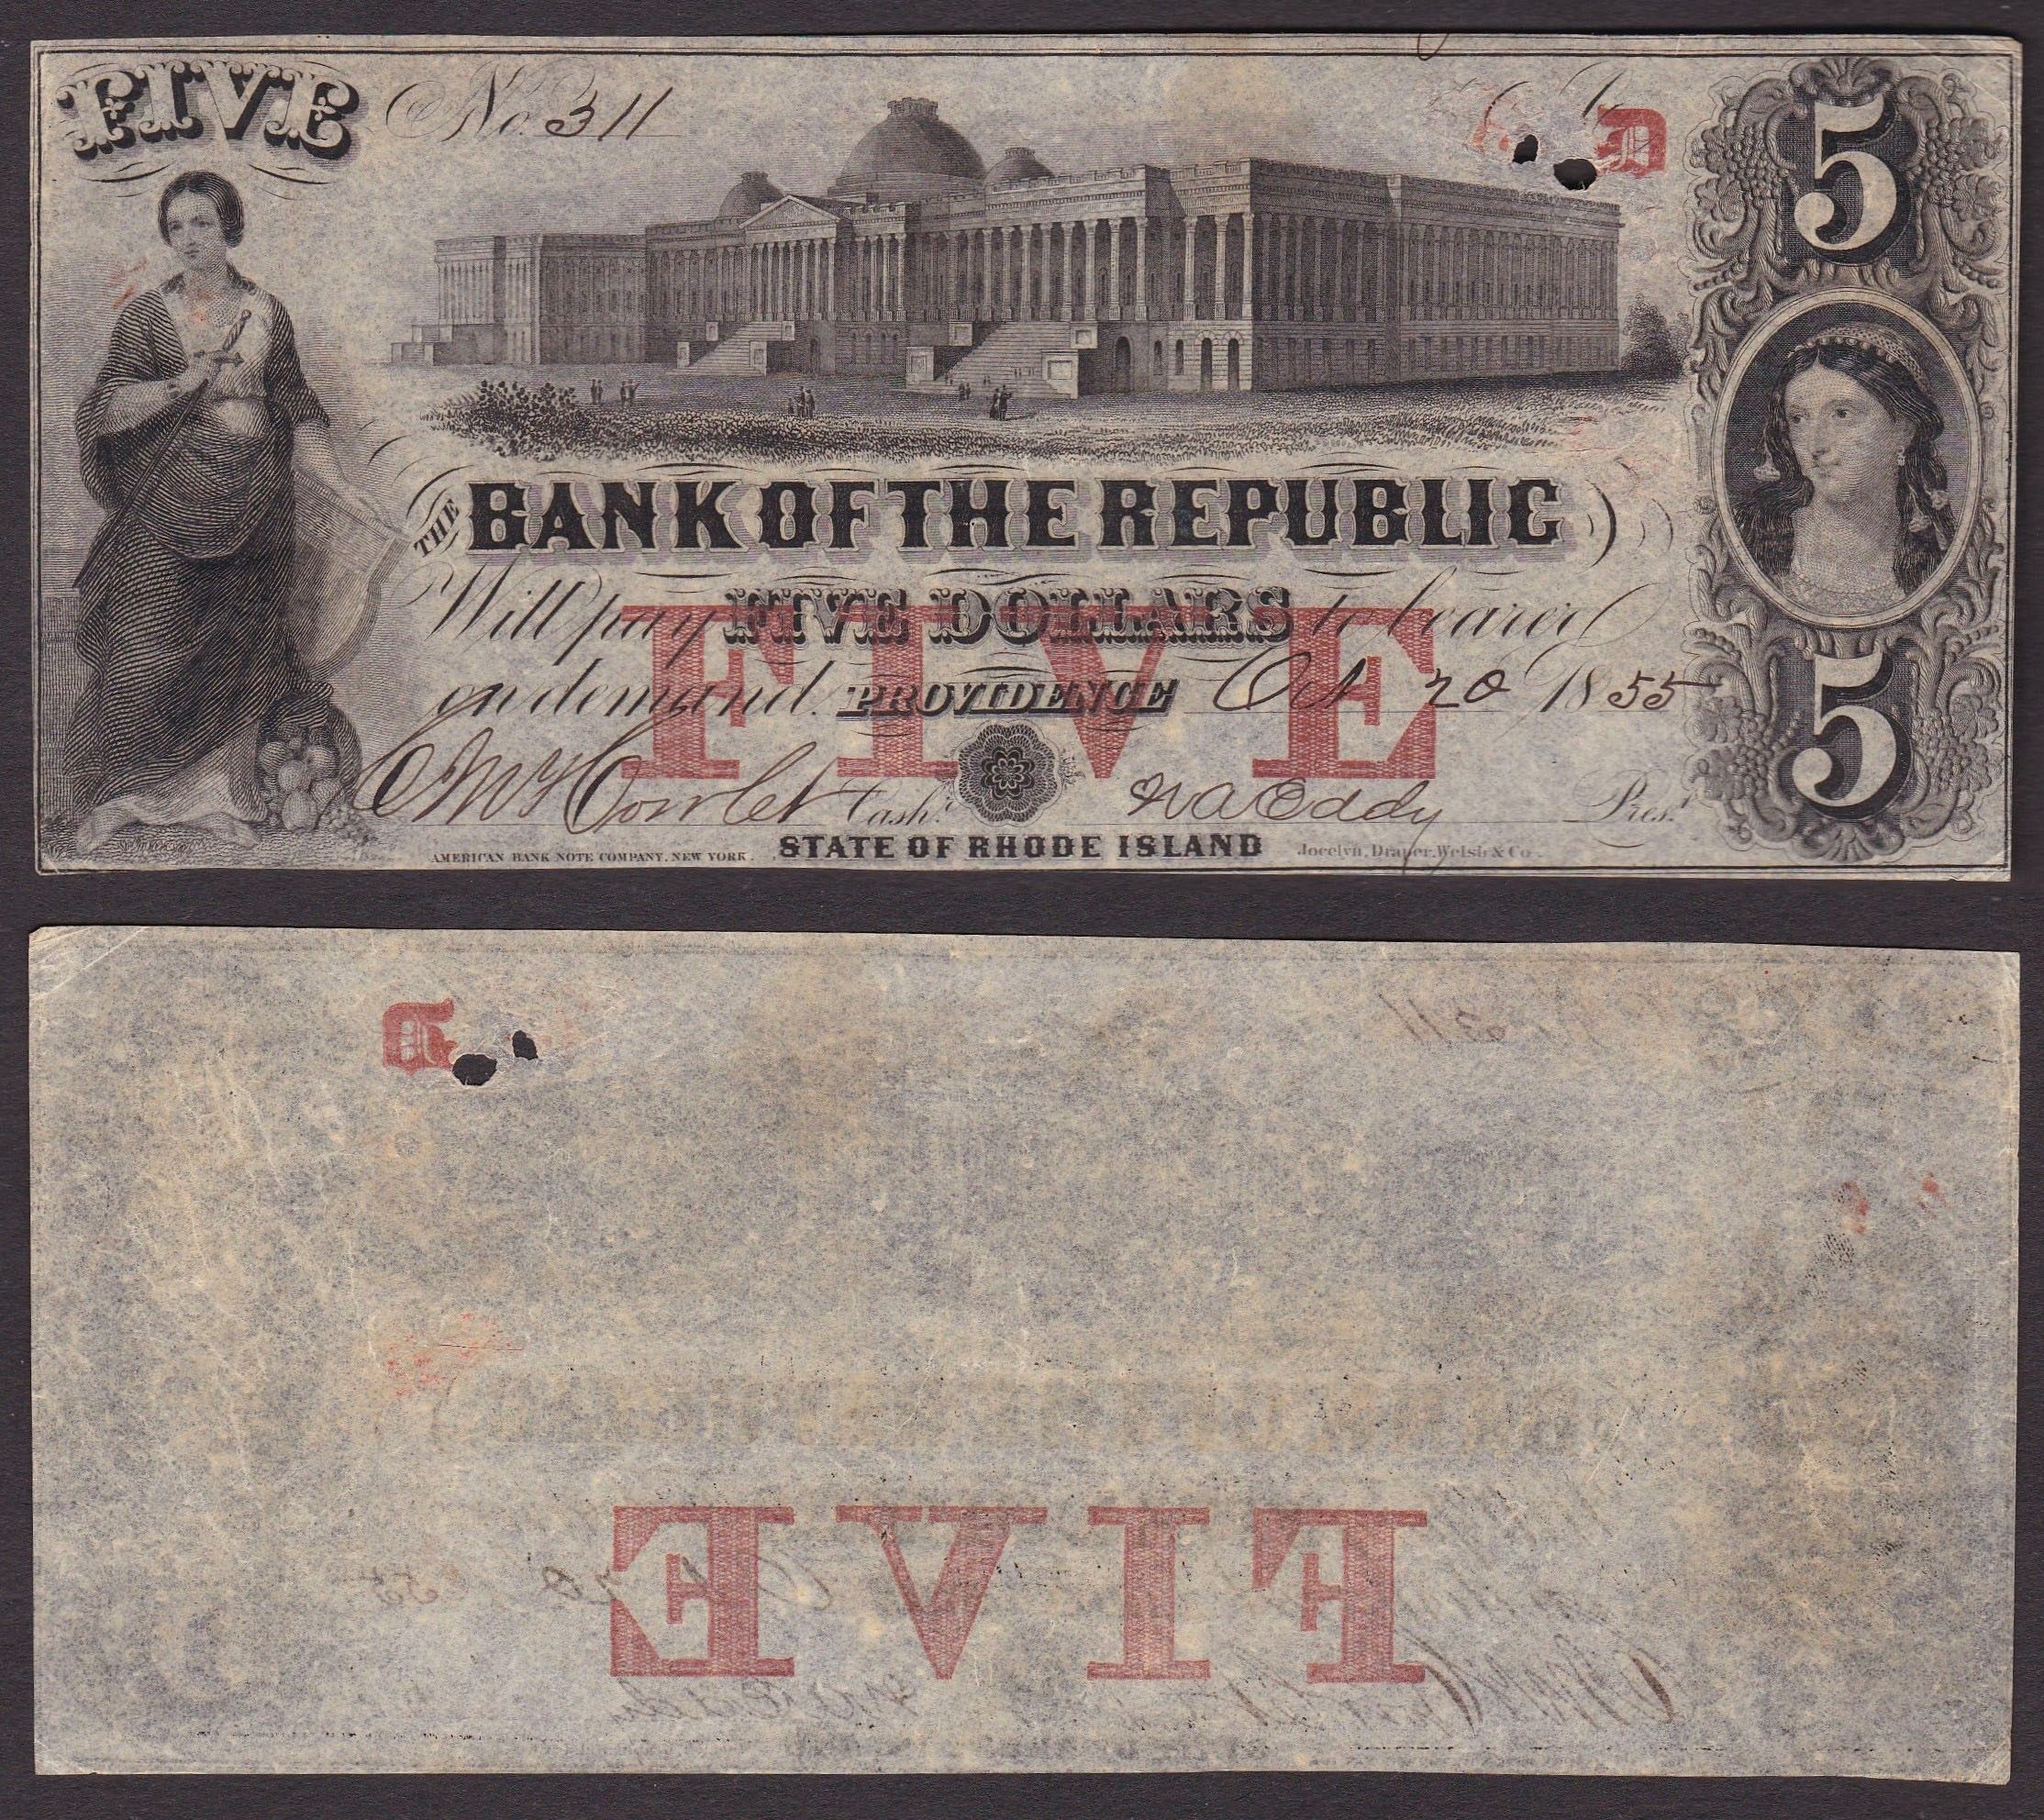 FIVE
No. 311
D
5
THE BANK OF THE REPUBLIC
Will pay FIVE DOLLARS to bearer
on demand. PROVIDENCE Oct 20 1855
FIVE
Cash.r
Eddy Pres.t
5
AMERICAN BANK NOTE COMPANY, NEW YORK.
STATE OF RHODE ISLAND
Jocelyn, Draper, Welsh & Co.
D
FIVE